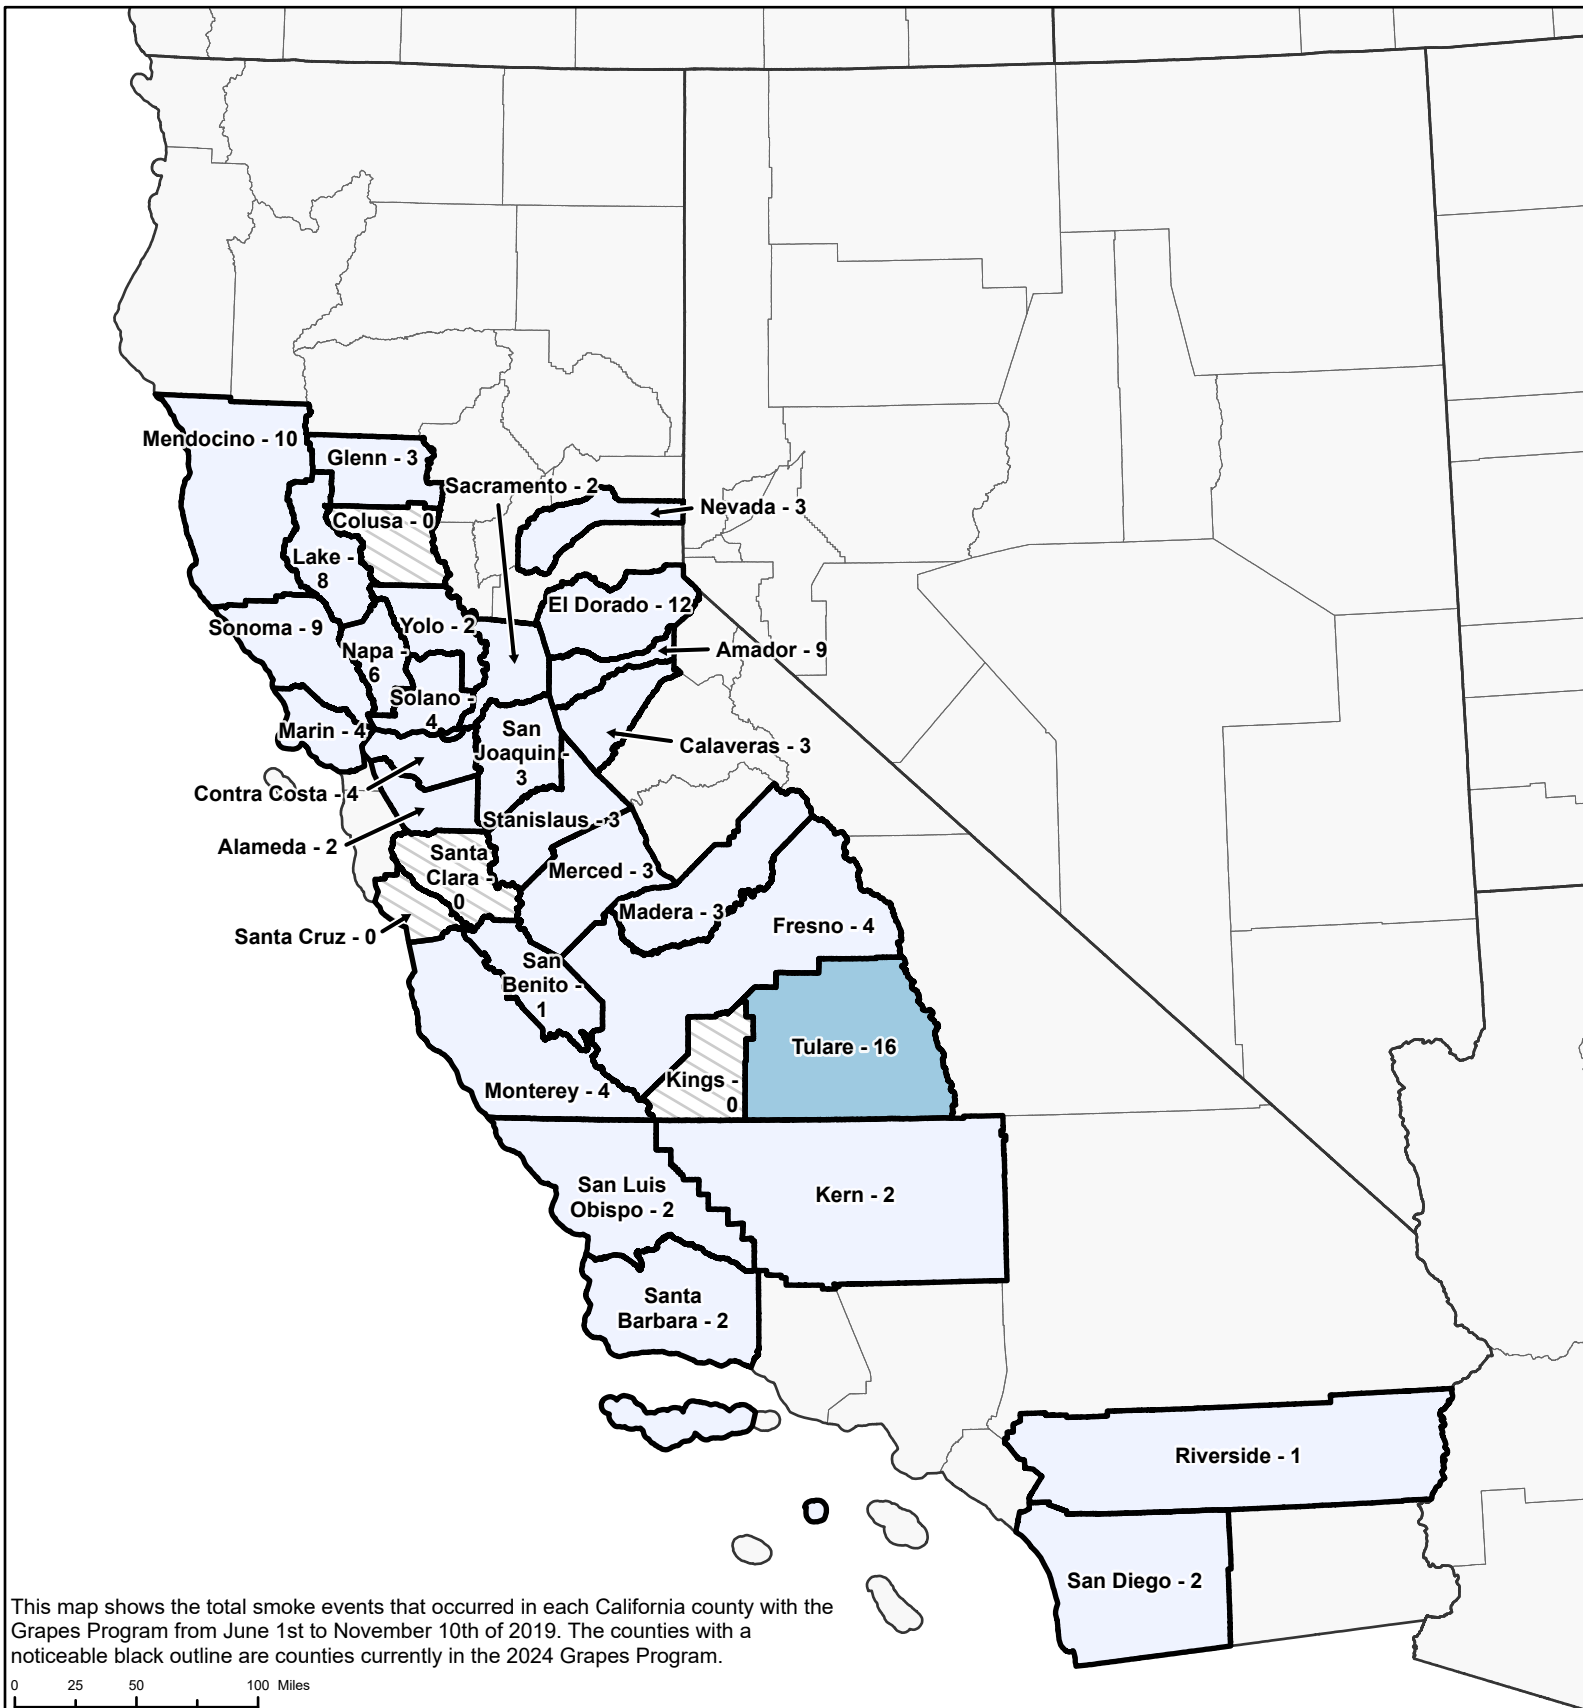 Mendocino - 10
Glenn - 3
Sacramento - 2
Nevada - 3
Colusa - 0
Lake -
8
El Dorado - 12
Sonoma - 9
Yolo - 2
Napa -
6
Amador - 9
Solano -
4
Marin - 4
San
Joaquin -
3
Calaveras - 3
Contra Costa - 4
Stanislaus - 3
Alameda - 2
Santa
Clara -
0
Merced - 3
Madera - 3
Fresno - 4
Santa Cruz - 0
San
Benito -
1
Tulare - 16
Monterey - 4
Kings -
0
San Luis
Obispo - 2
Kern - 2
Santa
Barbara - 2
Riverside - 1
San Diego - 2
This map shows the total smoke events that occurred in each California county with the
Grapes Program from June 1st to November 10th of 2019. The counties with a
noticeable black outline are counties currently in the 2024 Grapes Program.
0 25 50 100 Miles